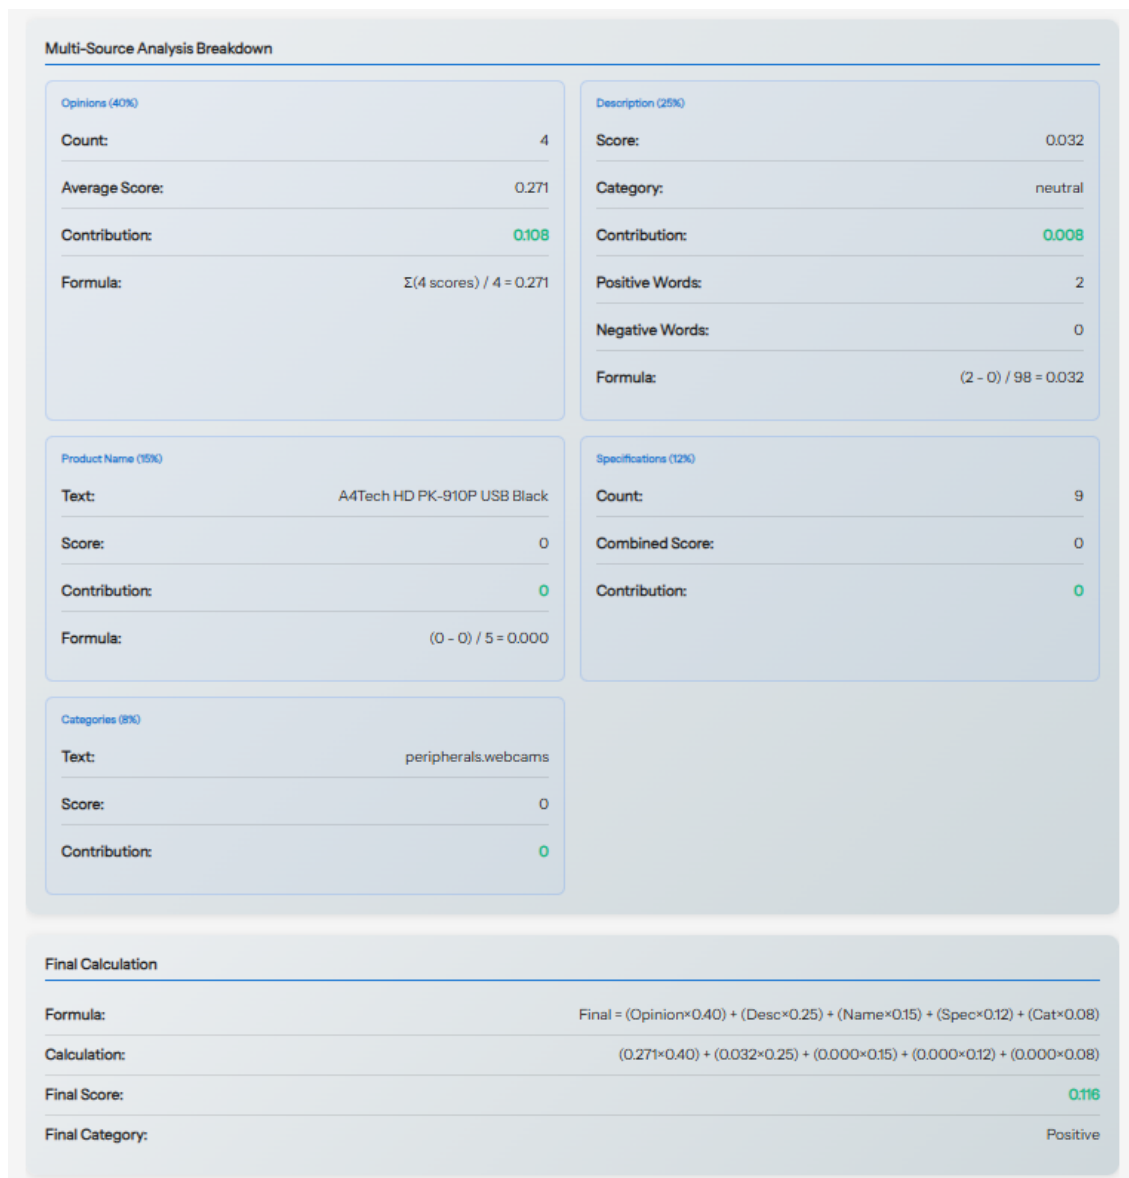 Multi-Source Analysis Breakdown
Opinions (40%)
Count: 4
Average Score: 0.271
Contribution: 0.108
Formula: Σ(4 scores) / 4 = 0.271
Description (25%)
Score: 0.032
Category: neutral
Contribution: 0.008
Positive Words: 2
Negative Words: 0
Formula: (2 - 0) / 98 = 0.032
Product Name (15%)
Text: A4Tech HD PK-910P USB Black
Score: 0
Contribution: 0
Formula: (0 - 0) / 5 = 0.000
Specifications (12%)
Count: 9
Combined Score: 0
Contribution: 0
Categories (8%)
Text: peripherals.webcams
Score: 0
Contribution: 0
Final Calculation
Formula: Final = (Opinion×0.40) + (Desc×0.25) + (Name×0.15) + (Spec×0.12) + (Cat×0.08)
Calculation: (0.271×0.40) + (0.032×0.25) + (0.000×0.15) + (0.000×0.12) + (0.000×0.08)
Final Score: 0.116
Final Category: Positive